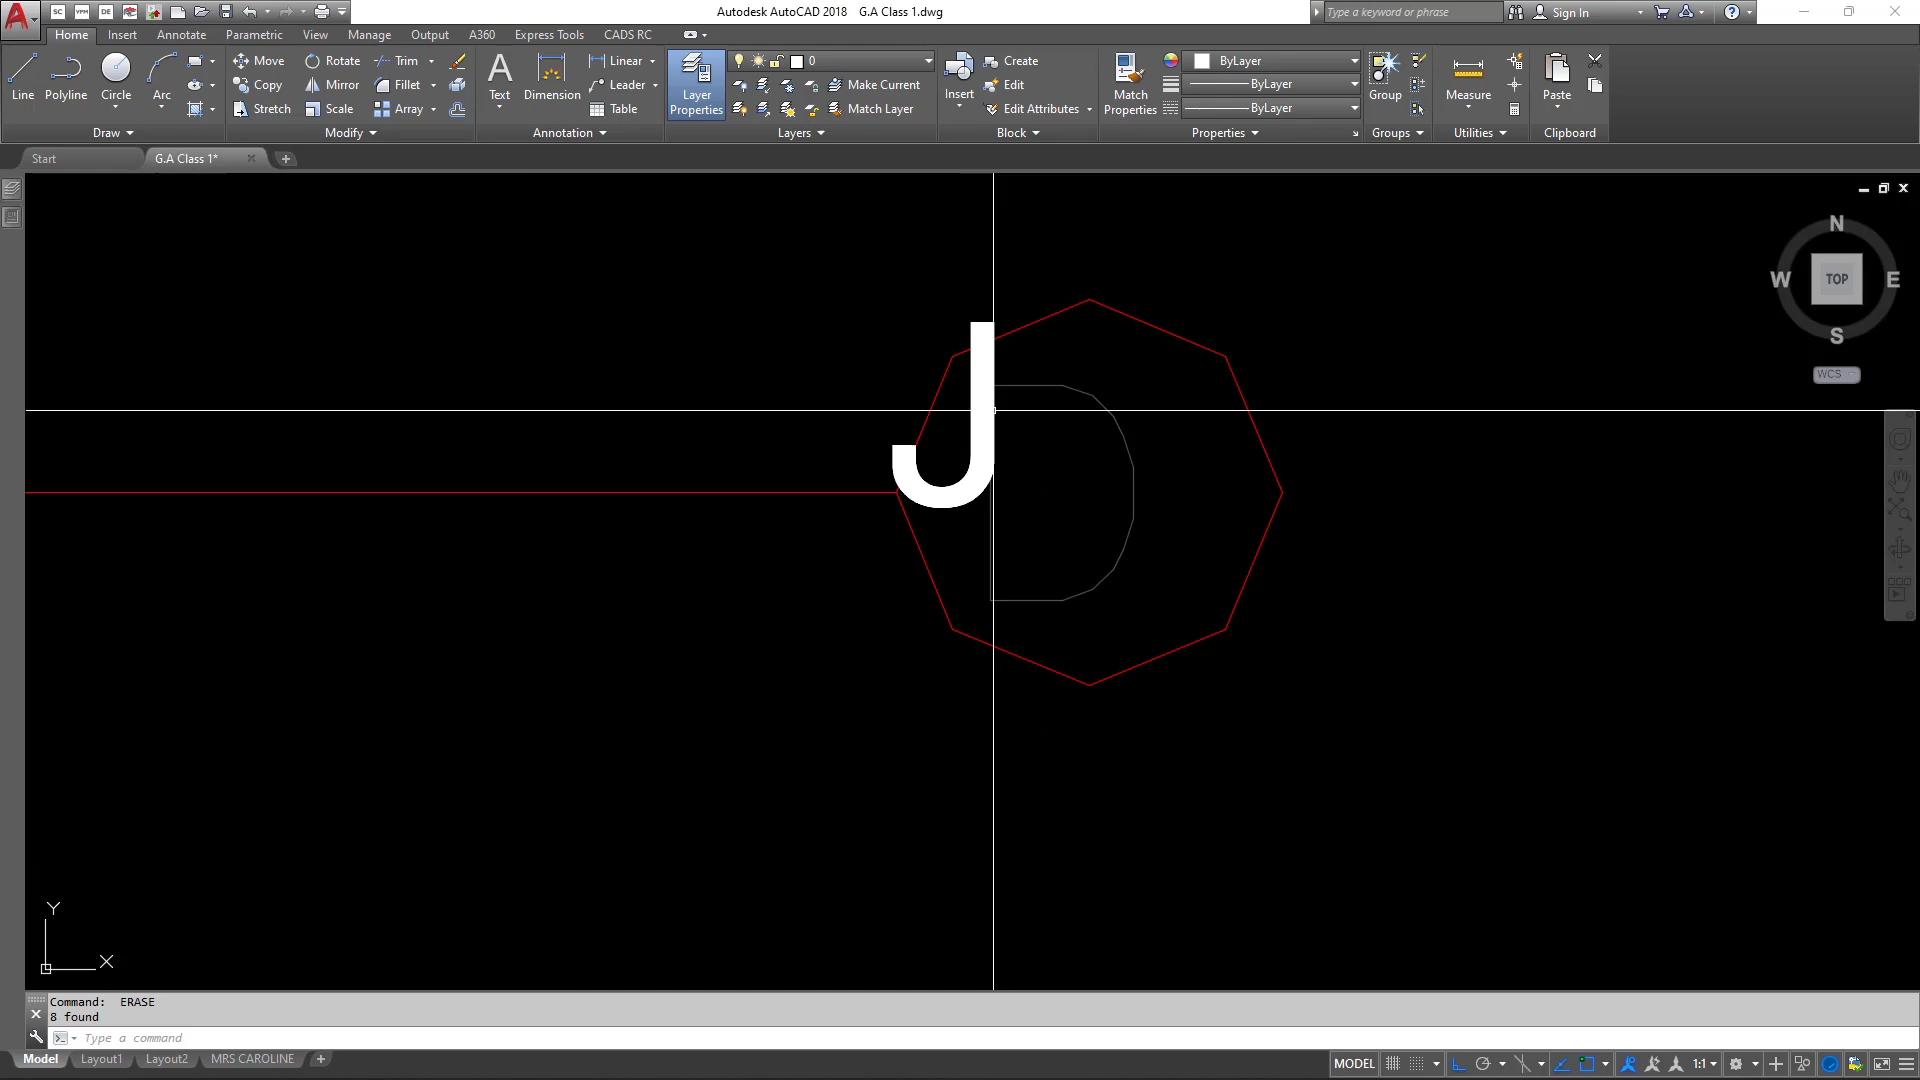 A SC VPM DE Autodesk AutoCAD 2018 G.A Class 1.dwg Type a keyword or phrase Sign In
Home Insert Annotate Parametric View Manage Output A360 Express Tools CADS RC
Line Polyline Circle Arc
Move Rotate Trim
Copy Mirror Fillet
Stretch Scale Array
A Text Dimension
Linear
Leader
Table
Layer Properties
0
Make Current
Match Layer
Insert
Create
Edit
Edit Attributes
Match Properties
ByLayer
ByLayer
ByLayer
Group
Measure
Paste
Draw Modify Annotation Layers Block Properties Groups Utilities Clipboard
Start G.A Class 1*
N
W TOP E
S
WCS
J
D
Y
X
Command: ERASE
8 found
Type a command
Model Layout1 Layout2 MRS CAROLINE MODEL 1:1